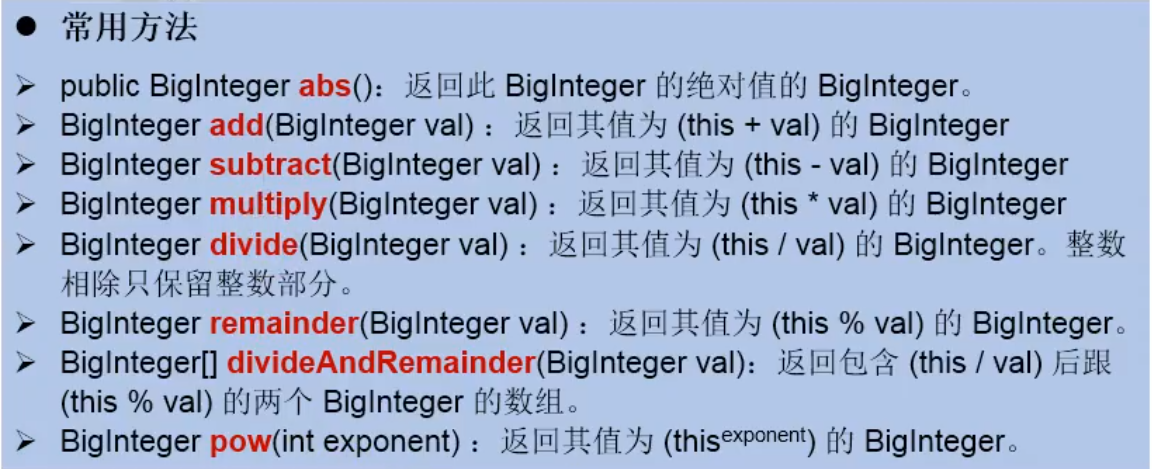 ● 常用方法
➢ public BigInteger abs()：返回此 BigInteger 的绝对值的 BigInteger。
➢ BigInteger add(BigInteger val) ：返回其值为 (this + val) 的 BigInteger
➢ BigInteger subtract(BigInteger val) ：返回其值为 (this - val) 的 BigInteger
➢ BigInteger multiply(BigInteger val) ：返回其值为 (this * val) 的 BigInteger
➢ BigInteger divide(BigInteger val) ：返回其值为 (this / val) 的 BigInteger。整数
相除只保留整数部分。
➢ BigInteger remainder(BigInteger val) ：返回其值为 (this % val) 的 BigInteger。
➢ BigInteger[] divideAndRemainder(BigInteger val)：返回包含 (this / val) 后跟
(this % val) 的两个 BigInteger 的数组。
➢ BigInteger pow(int exponent) ：返回其值为 (this^exponent) 的 BigInteger。